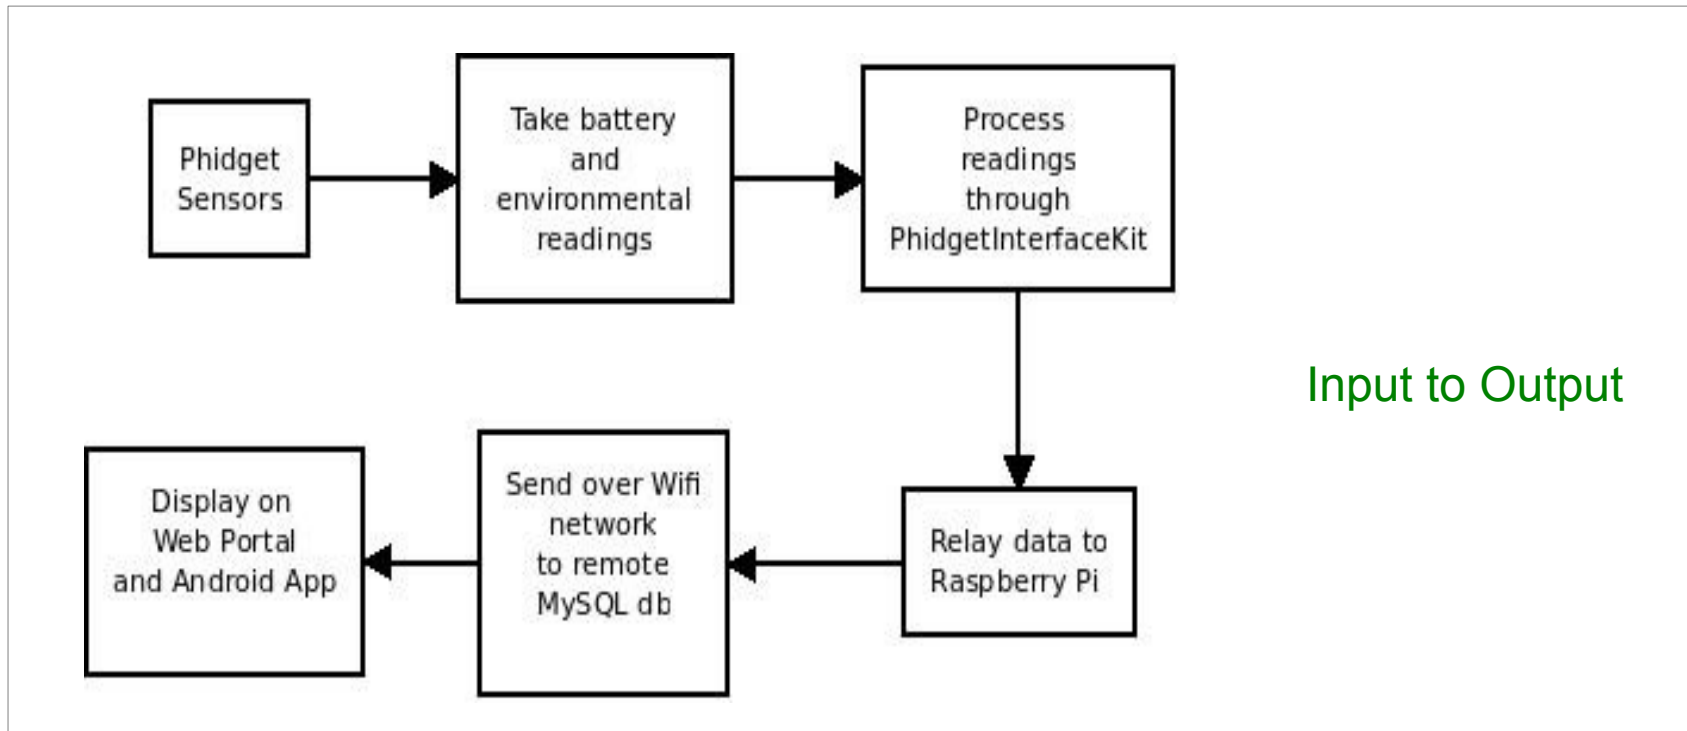 Phidget
Sensors
Take battery
and
environmental
readings
Process
readings
through
PhidgetInterfaceKit
Input to Output
Relay data to
Raspberry Pi
Send over Wifi
network
to remote
MySQL db
Display on
Web Portal
and Android App